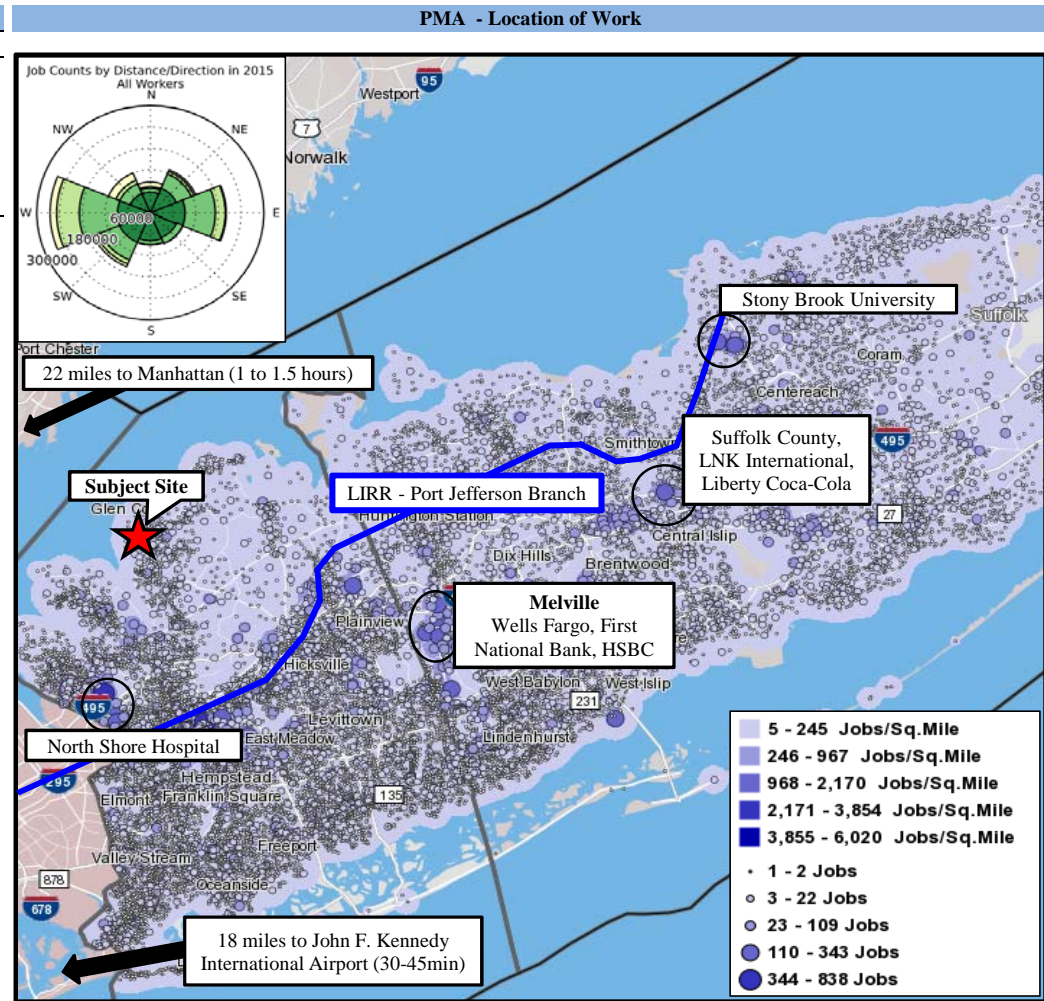 PMA - Location of Work
Job Counts by Distance/Direction in 2015
All Workers
N
NW
NE
W
E
60000
180000
300000
SW
SE
S
95
Westport
7
Norwalk
Stony Brook University
Suffolk
Port Chester
Coram
22 miles to Manhattan (1 to 1.5 hours)
Centereach
Smithtown
495
Suffolk County,
LNK International,
Liberty Coca-Cola
Subject Site
Glen
LIRR - Port Jefferson Branch
Huntington Station
27
Central Islip
Dix Hills
Brentwood
Melville
Wells Fargo, First
National Bank, HSBC
Plainview
Hicksville
West Babylon
West Islip
231
495
Levittown
Lindenhurst
North Shore Hospital
East Meadow
295
Hempstead
Elmont
Franklin Square
135
Freeport
Valley Stream
878
Oceanside
678
18 miles to John F. Kennedy
International Airport (30-45min)
5 - 245 Jobs/Sq.Mile
246 - 967 Jobs/Sq.Mile
968 - 2,170 Jobs/Sq.Mile
2,171 - 3,854 Jobs/Sq.Mile
3,855 - 6,020 Jobs/Sq.Mile
1 - 2 Jobs
3 - 22 Jobs
23 - 109 Jobs
110 - 343 Jobs
344 - 838 Jobs